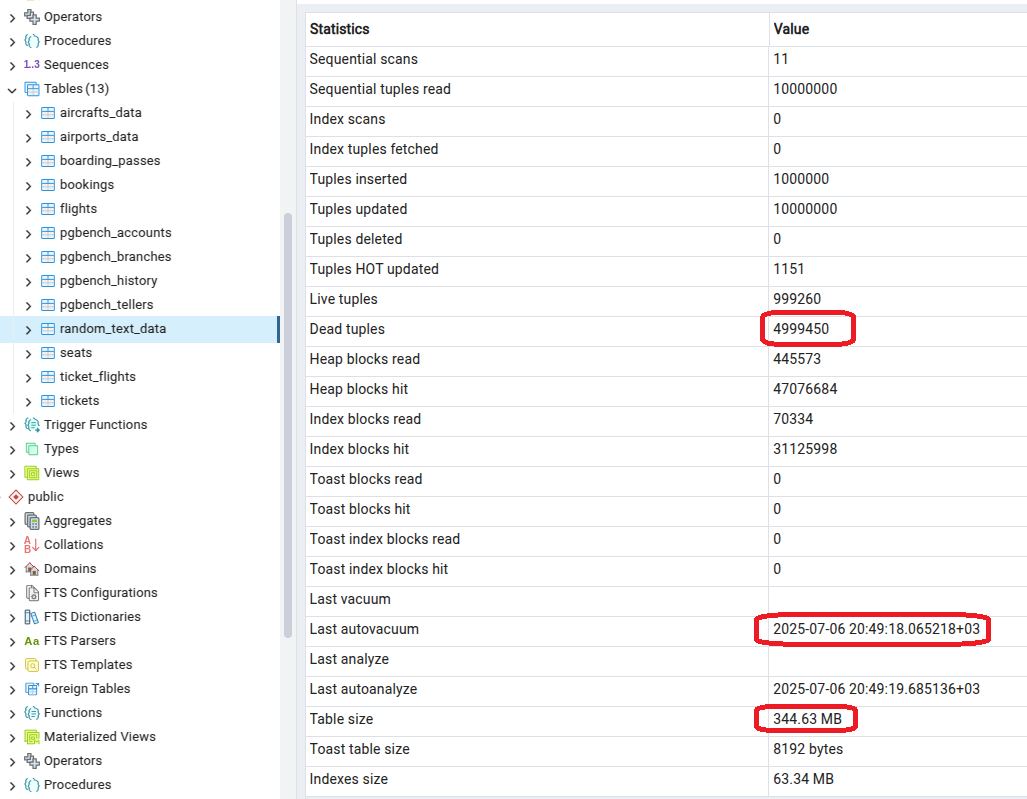 Operators
Procedures
1..3 Sequences
Tables (13)
aircrafts_data
airports_data
boarding_passes
bookings
flights
pgbench_accounts
pgbench_branches
pgbench_history
pgbench_tellers
random_text_data
seats
ticket_flights
tickets
Trigger Functions
Types
Views
public
Aggregates
Collations
Domains
FTS Configurations
FTS Dictionaries
Aa FTS Parsers
FTS Templates
Foreign Tables
Functions
Materialized Views
Operators
Procedures
Statistics Value
Sequential scans 11
Sequential tuples read 10000000
Index scans 0
Index tuples fetched 0
Tuples inserted 1000000
Tuples updated 10000000
Tuples deleted 0
Tuples HOT updated 1151
Live tuples 999260
Dead tuples 4999450
Heap blocks read 445573
Heap blocks hit 47076684
Index blocks read 70334
Index blocks hit 31125998
Toast blocks read 0
Toast blocks hit 0
Toast index blocks read 0
Toast index blocks hit 0
Last vacuum
Last autovacuum 2025-07-06 20:49:18.065218+03
Last analyze
Last autoanalyze 2025-07-06 20:49:19.685136+03
Table size 344.63 MB
Toast table size 8192 bytes
Indexes size 63.34 MB